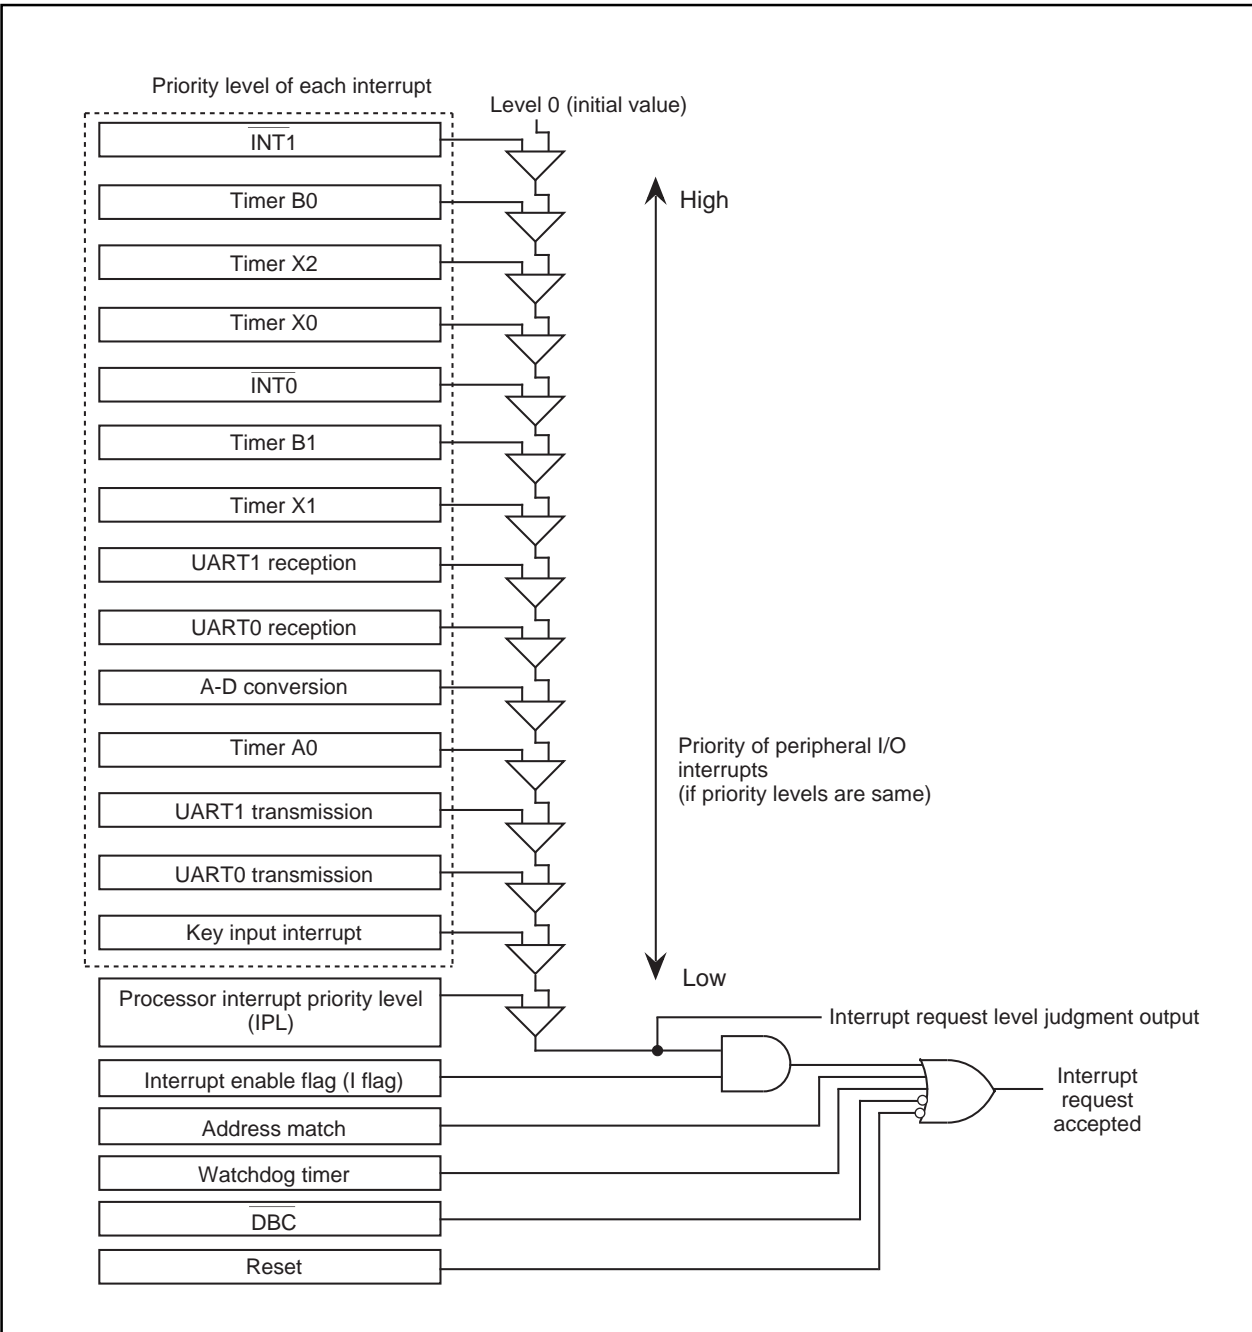 Priority level of each interrupt
Level 0 (initial value)
INT1
High
Timer B0
Timer X2
Timer X0
INT0
Timer B1
Timer X1
UART1 reception
UART0 reception
A-D conversion
Timer A0
Priority of peripheral I/O
interrupts
(if priority levels are same)
UART1 transmission
UART0 transmission
Key input interrupt
Low
Processor interrupt priority level
(IPL)
Interrupt request level judgment output
Interrupt enable flag (I flag)
Interrupt
request
accepted
Address match
Watchdog timer
DBC
Reset